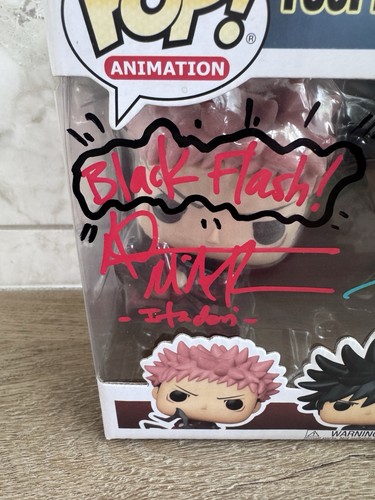 POP!
®
ANIMATION
Black Flash!
- Itadori -
WARNING